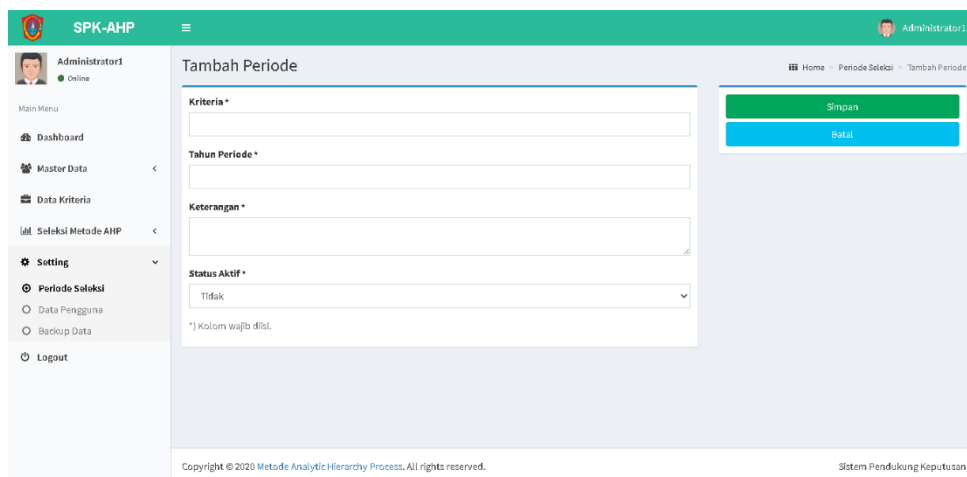 SPK-AHP
Administrator1
Administrator1
Online
Main Menu
Dashboard
Master Data
Data Kriteria
Seleksi Metode AHP
Setting
Periode Seleksi
Data Pengguna
Backup Data
Logout
Tambah Periode
Home > Periode Seleksi > Tambah Periode
Kriteria *
Tahun Periode *
Keterangan *
Status Aktif *
Tidak
*) Kolom wajib diisi.
Simpan
Batal
Copyright © 2020 Metode Analytic Hierarchy Process. All rights reserved.
Sistem Pendukung Keputusan